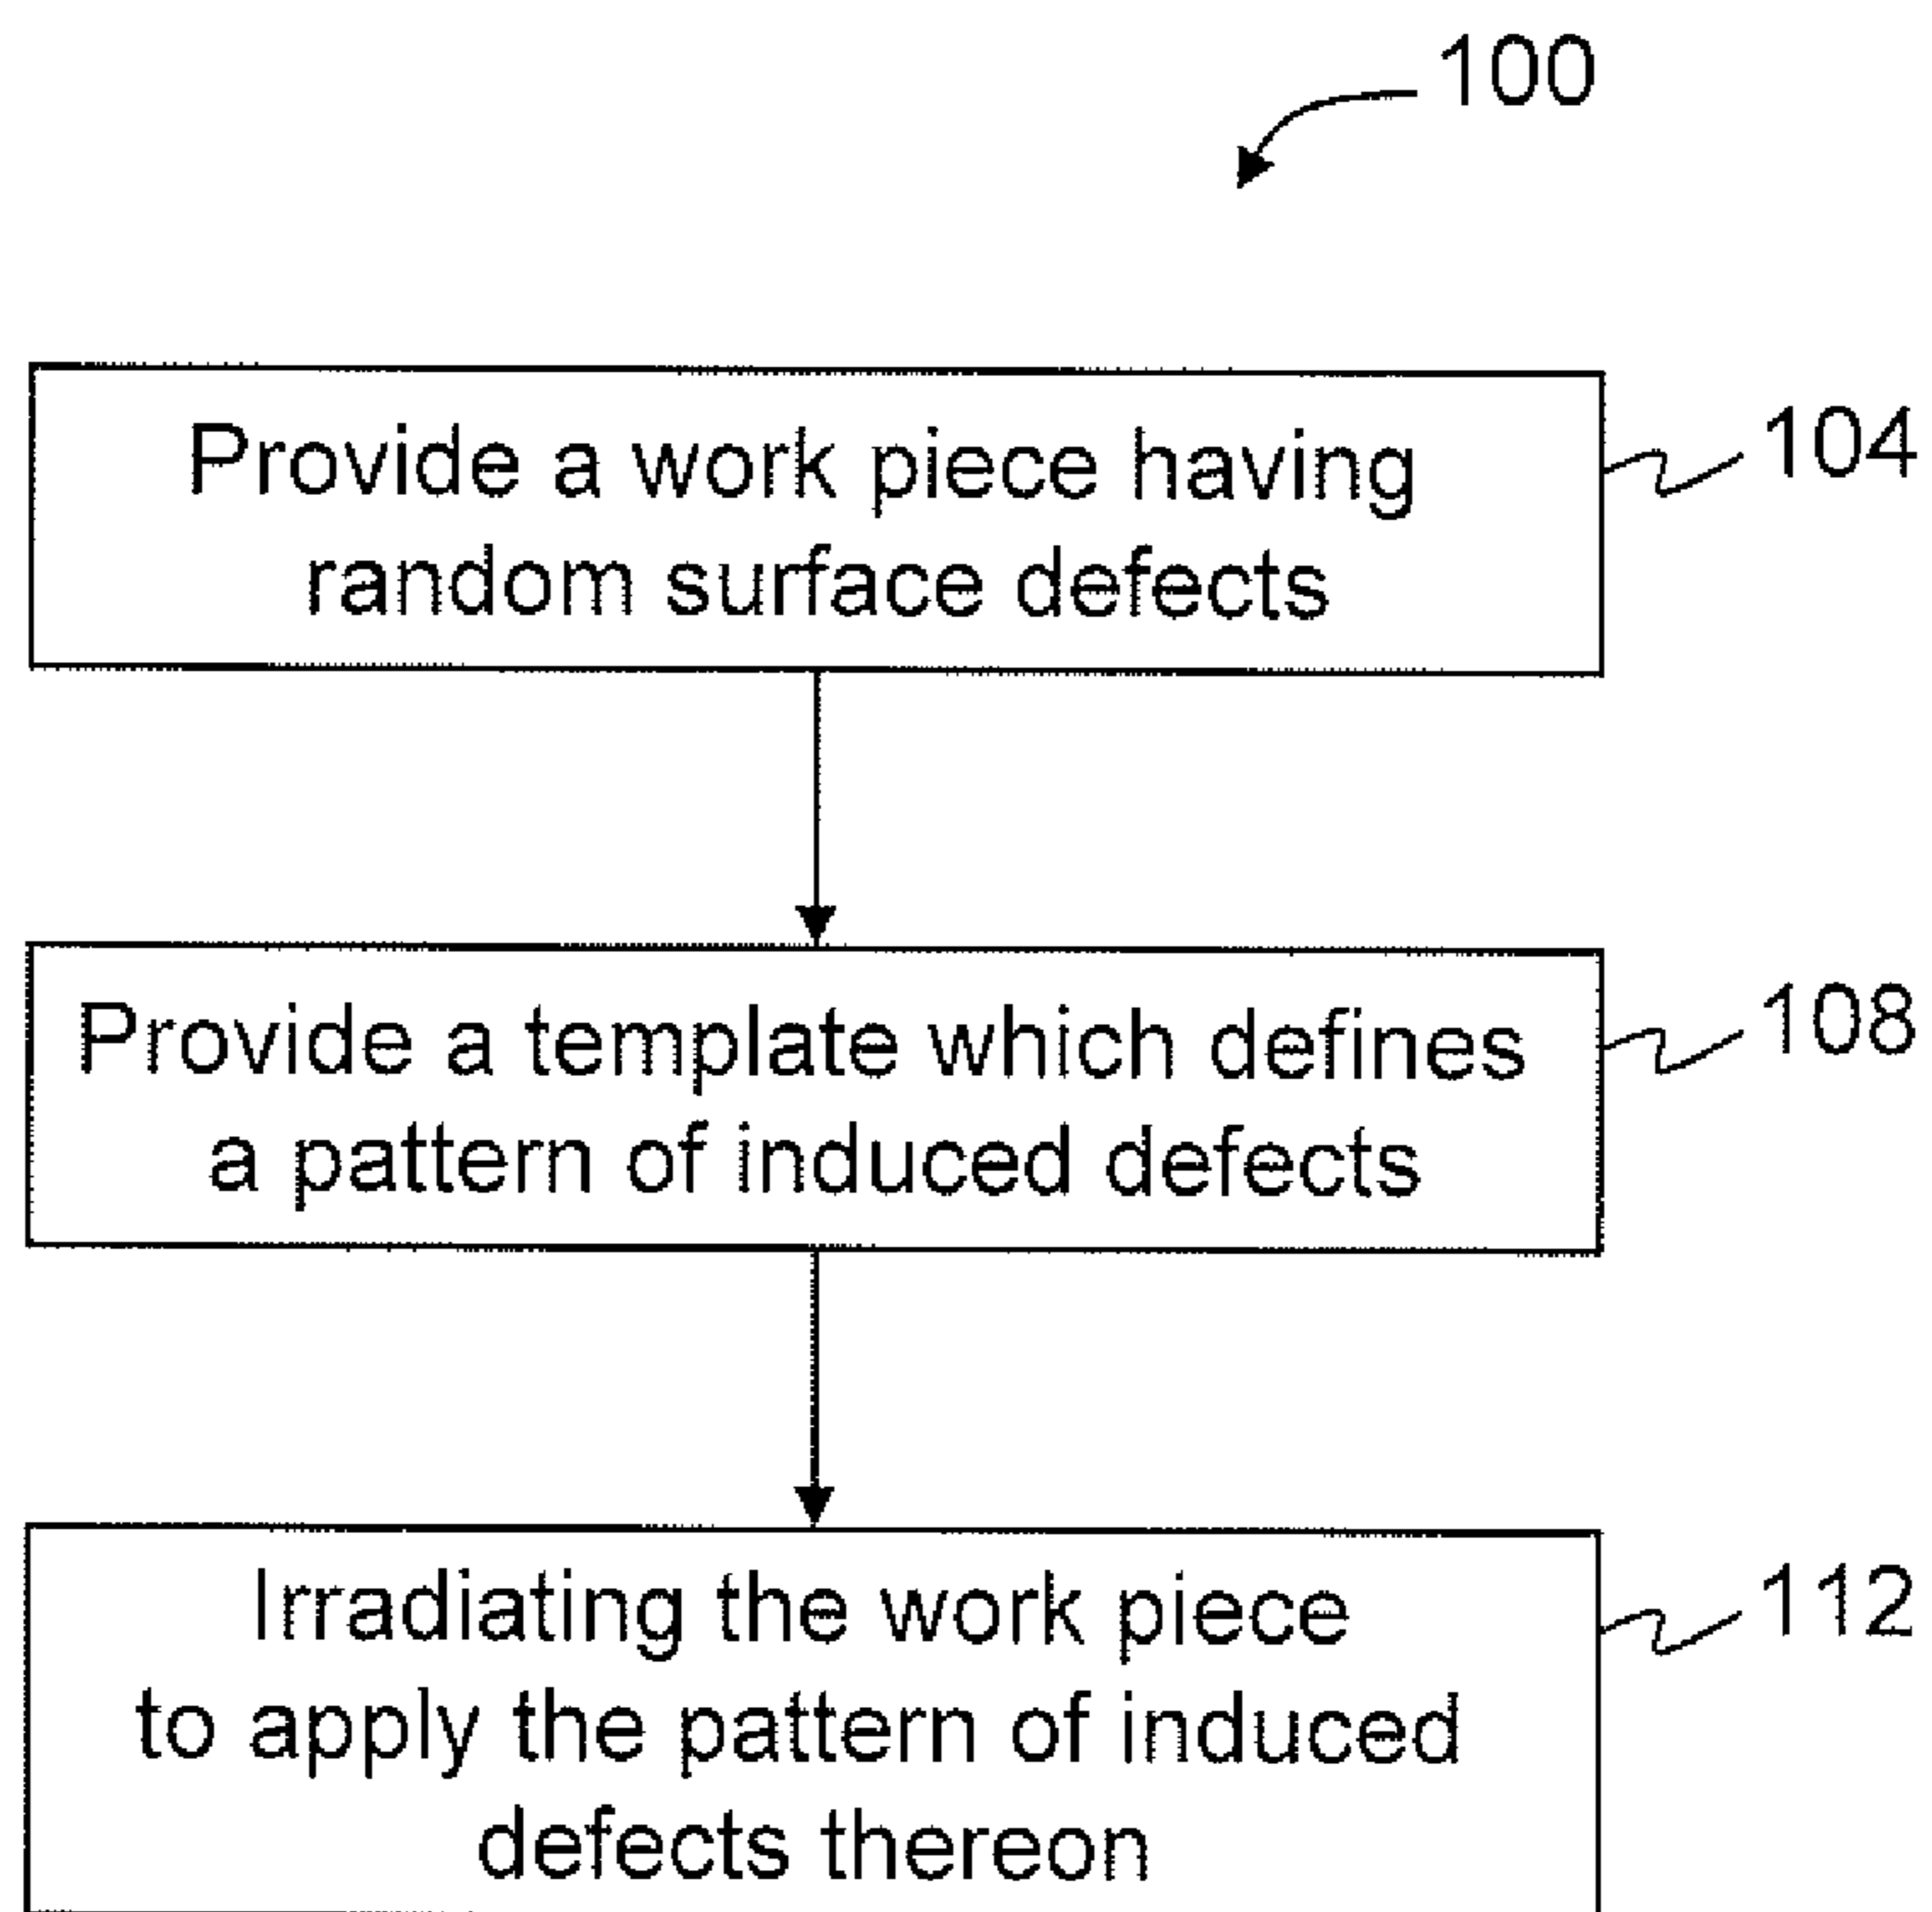 100
Provide a work piece having
random surface defects
104
Provide a template which defines
a pattern of induced defects
108
Irradiating the work piece
to apply the pattern of induced
defects thereon
112